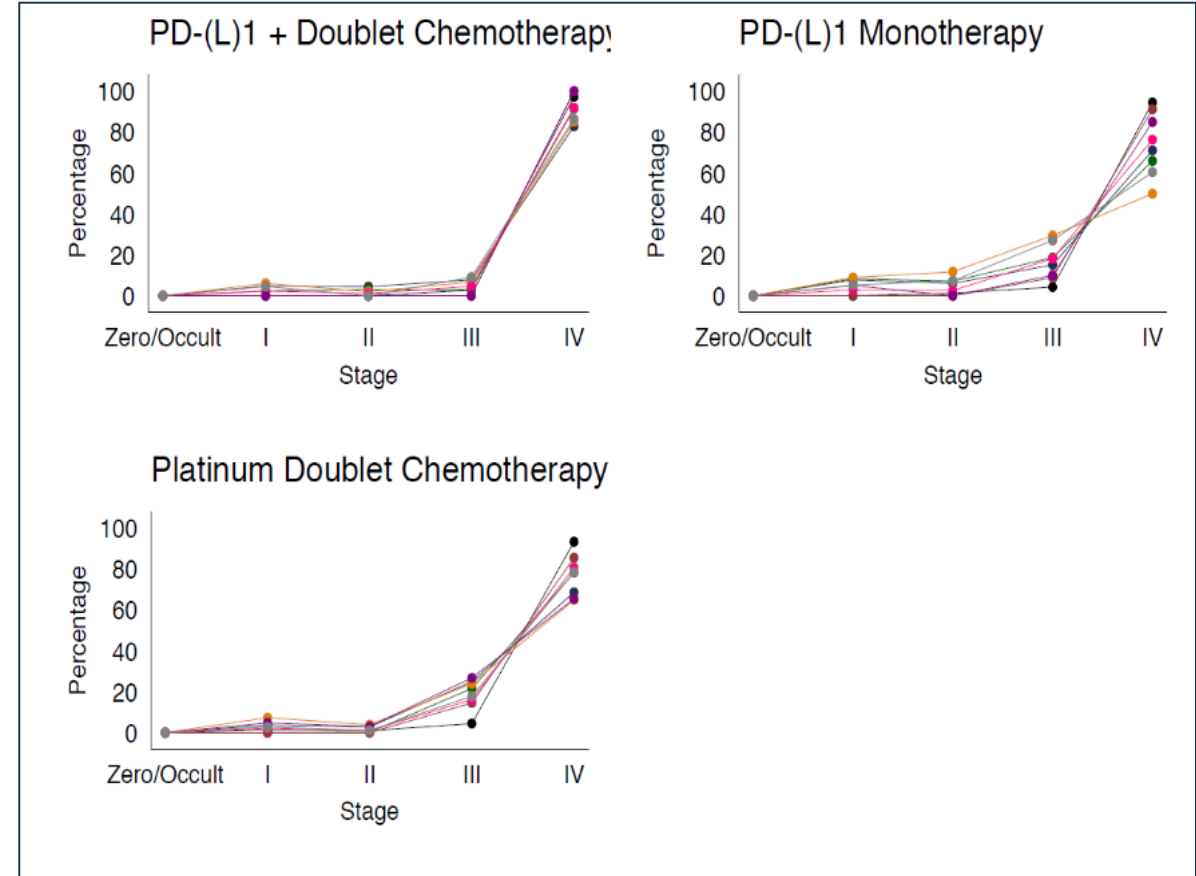 PD-(L)1 + Doublet Chemotherapy
100
80
60
40
20
0
Percentage
Zero/Occult I II III IV
Stage
PD-(L)1 Monotherapy
100
80
60
40
20
0
Percentage
Zero/Occult I II III IV
Stage
Platinum Doublet Chemotherapy
100
80
60
40
20
0
Percentage
Zero/Occult I II III IV
Stage